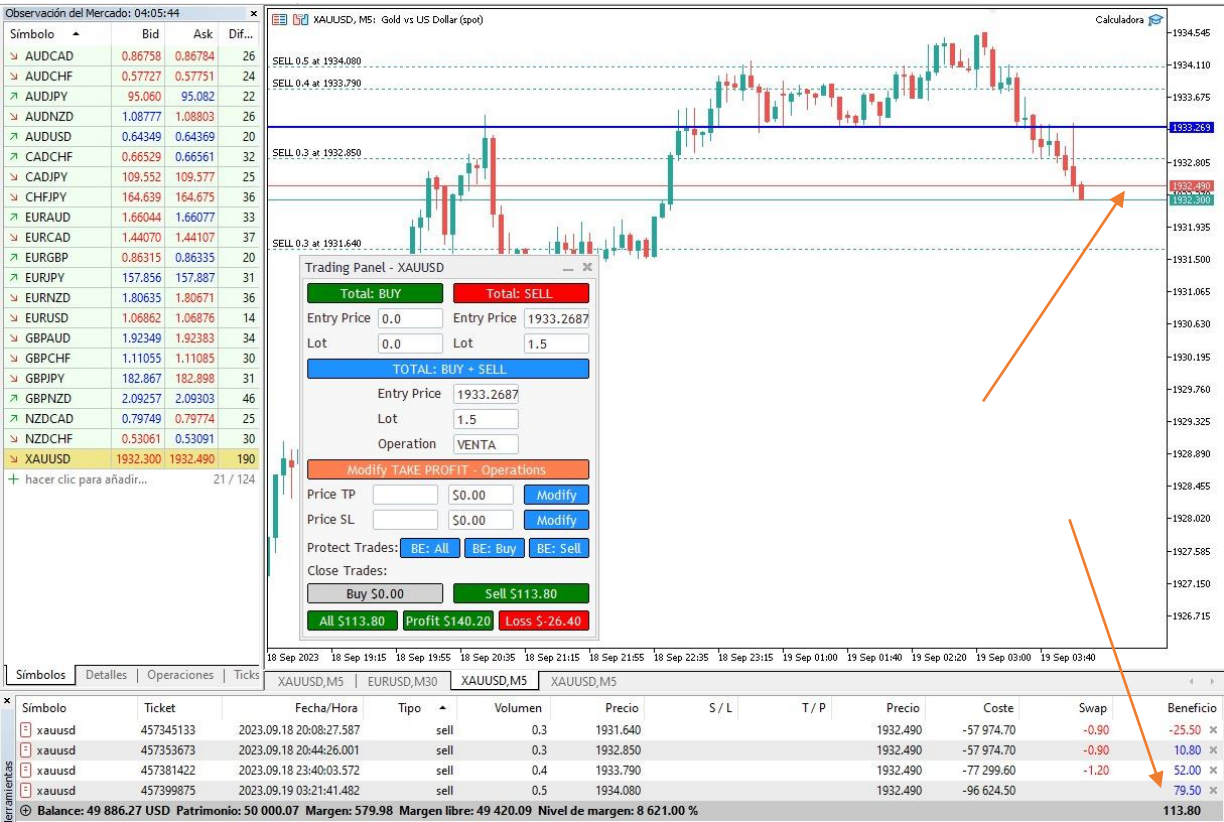 Observación del Mercado: 04:05:44 ×
Símbolo Bid Ask Dif...
AUDCAD 0.86758 0.86784 26
AUDCHF 0.57727 0.57751 24
AUDJPY 95.060 95.082 22
AUDNZD 1.08777 1.08803 26
AUDUSD 0.64349 0.64369 20
CADCHF 0.66529 0.66561 32
CADJPY 109.552 109.577 25
CHFJPY 164.639 164.675 36
EURAUD 1.66044 1.66077 33
EURCAD 1.44070 1.44107 37
EURGBP 0.86315 0.86335 20
EURJPY 157.856 157.887 31
EURNZD 1.80635 1.80671 36
EURUSD 1.06862 1.06876 14
GBPAUD 1.92349 1.92383 34
GBPCHF 1.11055 1.11085 30
GBPJPY 182.867 182.898 31
GBPNZD 2.09257 2.09303 46
NZDCAD 0.79749 0.79774 25
NZDCHF 0.53061 0.53091 30
XAUUSD 1932.300 1932.490 190
+ hacer clic para añadir... 21 / 124
Símbolos Detalles Operaciones Ticks
XAUUSD, M5: Gold vs US Dollar (spot)
Calculadora
SELL 0.5 at 1934.080
SELL 0.4 at 1933.790
SELL 0.3 at 1932.850
SELL 0.3 at 1931.640
1934.545
1934.110
1933.675
1933.269
1932.805
1932.490
1932.300
1931.935
1931.500
1931.065
1930.630
1930.195
1929.760
1929.325
1928.890
1928.455
1928.020
1927.585
1927.150
1926.715
Trading Panel - XAUUSD
Total: BUY Total: SELL
Entry Price 0.0 Entry Price 1933.2687
Lot 0.0 Lot 1.5
TOTAL: BUY + SELL
Entry Price 1933.2687
Lot 1.5
Operation VENTA
Modify TAKE PROFIT - Operations
Price TP $0.00 Modify
Price SL $0.00 Modify
Protect Trades: BE: All BE: Buy BE: Sell
Close Trades:
Buy $0.00 Sell $113.80
All $113.80 Profit $140.20 Loss $-26.40
18 Sep 2023 18 Sep 19:15 18 Sep 19:55 18 Sep 20:35 18 Sep 21:15 18 Sep 21:55 18 Sep 22:35 18 Sep 23:15 19 Sep 01:00 19 Sep 01:40 19 Sep 02:20 19 Sep 03:00 19 Sep 03:40
XAUUSD,M5 EURUSD,M30 XAUUSD,M5 XAUUSD,M5
Símbolo Ticket Fecha/Hora Tipo Volumen Precio S / L T / P Precio Coste Swap Beneficio
xauusd 457345133 2023.09.18 20:08:27.587 sell 0.3 1931.640 1932.490 -57 974.70 -0.90 -25.50 ×
xauusd 457353673 2023.09.18 20:44:26.001 sell 0.3 1932.850 1932.490 -57 974.70 -0.90 10.80 ×
xauusd 457381422 2023.09.18 23:40:03.572 sell 0.4 1933.790 1932.490 -77 299.60 -1.20 52.00 ×
xauusd 457399875 2023.09.19 03:21:41.482 sell 0.5 1934.080 1932.490 -96 624.50 79.50 ×
Balance: 49 886.27 USD Patrimonio: 50 000.07 Margen: 579.98 Margen libre: 49 420.09 Nivel de margen: 8 621.00 % 113.80